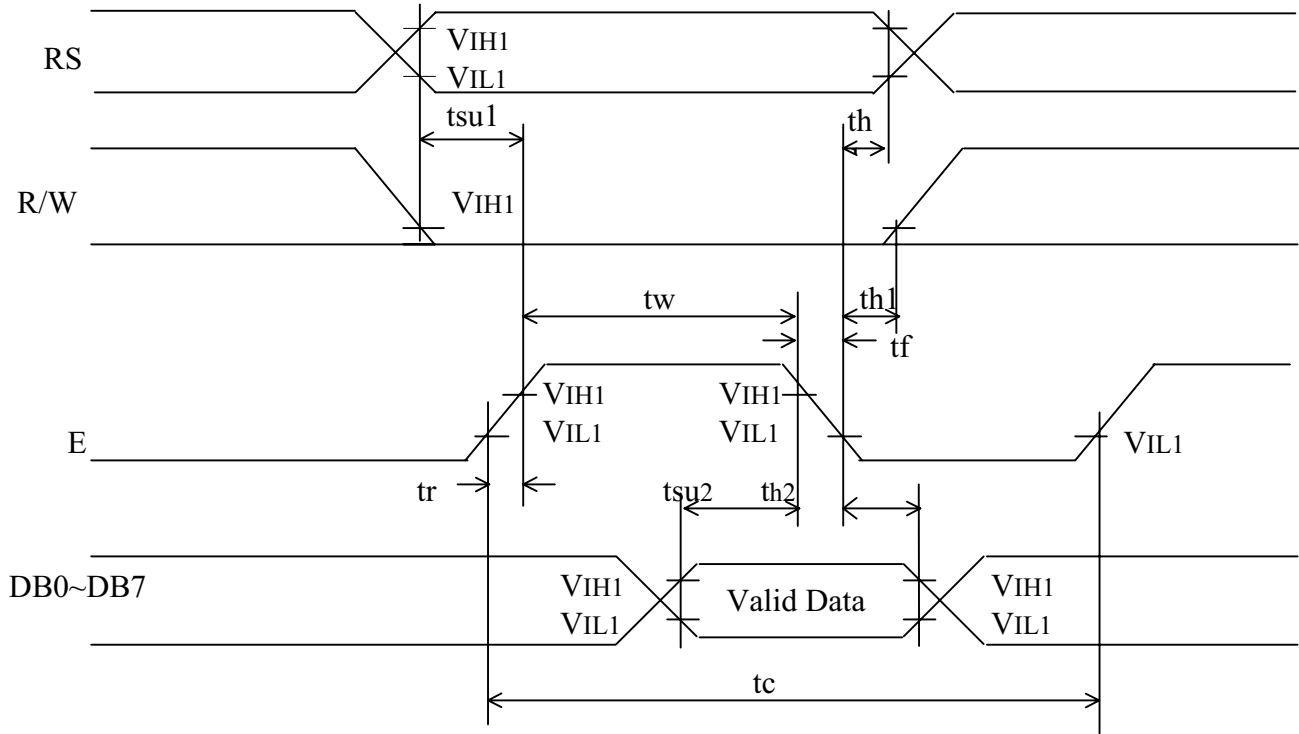 RS
VIH1
VIL1
tsu1
th
R/W
VIH1
tw
th1
tf
VIH1
VIH1
E
VIL1
VIL1
VIL1
tr
tsu2
th2
DB0~DB7
VIH1
Valid Data
VIH1
VIL1
VIL1
tc